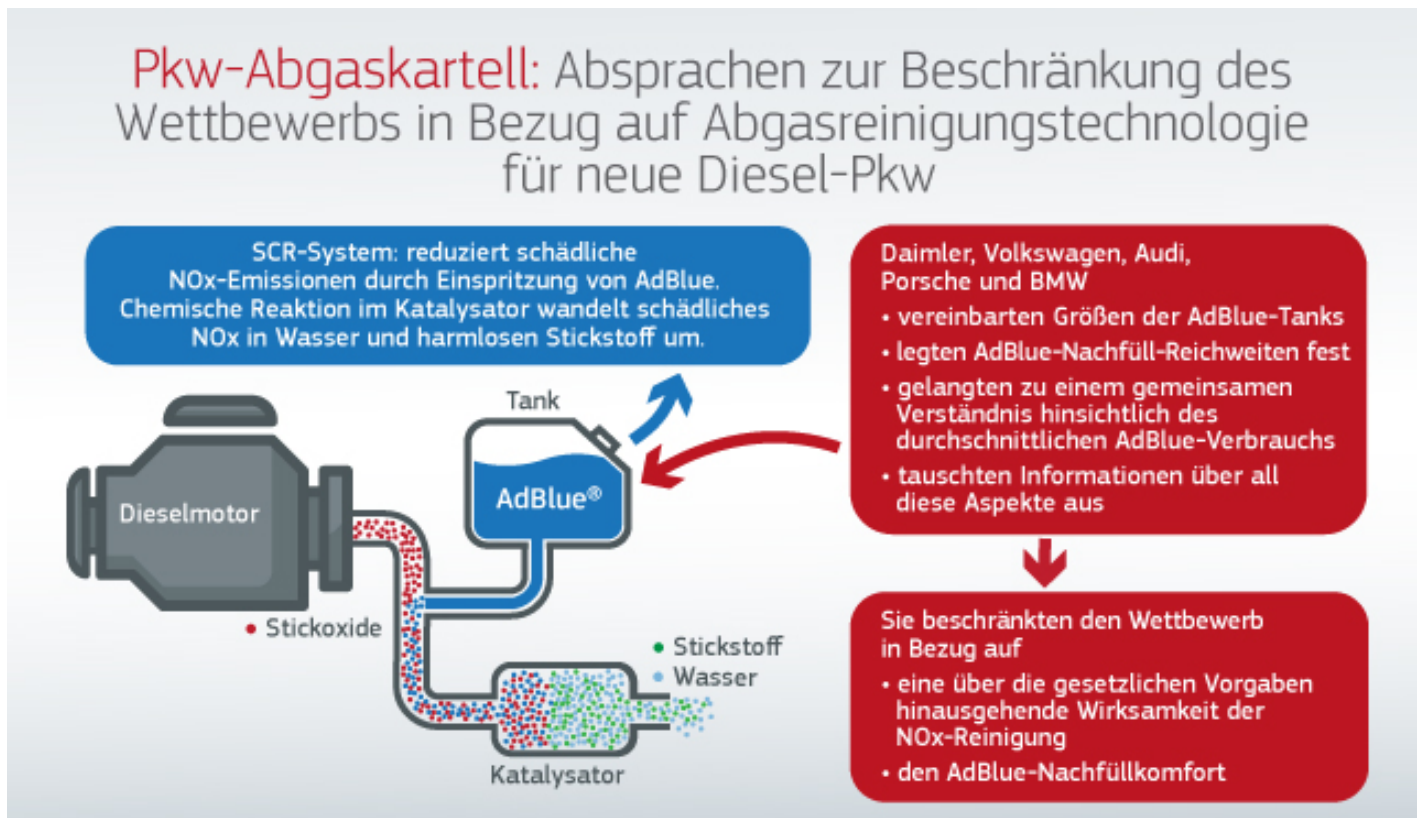 Pkw-Abgaskartell: Absprachen zur Beschränkung des
Wettbewerbs in Bezug auf Abgasreinigungstechnologie
für neue Diesel-Pkw
SCR-System: reduziert schädliche
NOx-Emissionen durch Einspritzung von AdBlue.
Chemische Reaktion im Katalysator wandelt schädliches
NOx in Wasser und harmlosen Stickstoff um.
Tank
AdBlue®
Dieselmotor
• Stickoxide
• Stickstoff
• Wasser
Katalysator
Daimler, Volkswagen, Audi,
Porsche und BMW
• vereinbarten Größen der AdBlue-Tanks
• legten AdBlue-Nachfüll-Reichweiten fest
• gelangten zu einem gemeinsamen
Verständnis hinsichtlich des
durchschnittlichen AdBlue-Verbrauchs
• tauschten Informationen über all
diese Aspekte aus
Sie beschränkten den Wettbewerb
in Bezug auf
• eine über die gesetzlichen Vorgaben
hinausgehende Wirksamkeit der
NOx-Reinigung
• den AdBlue-Nachfüllkomfort